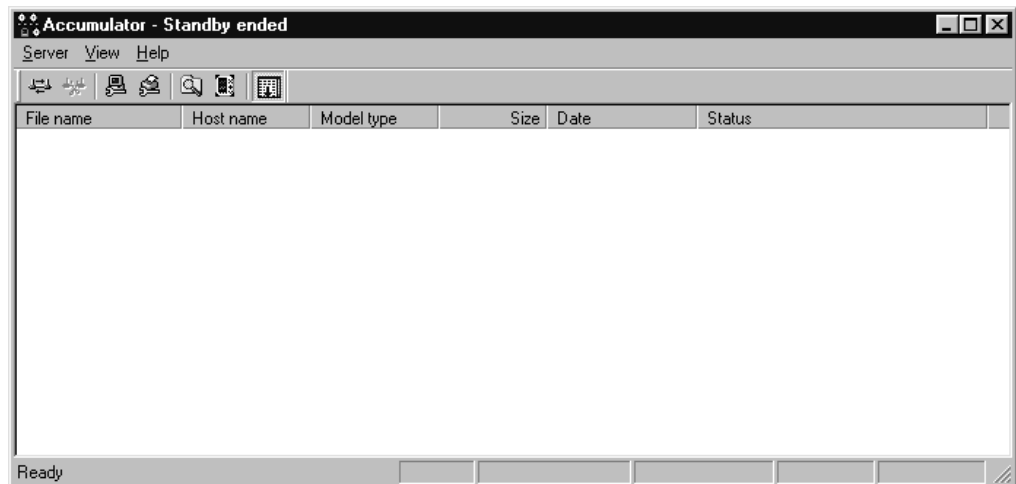 Accumulator - Standby ended
Server View Help
File name Host name Model type Size Date Status
Ready